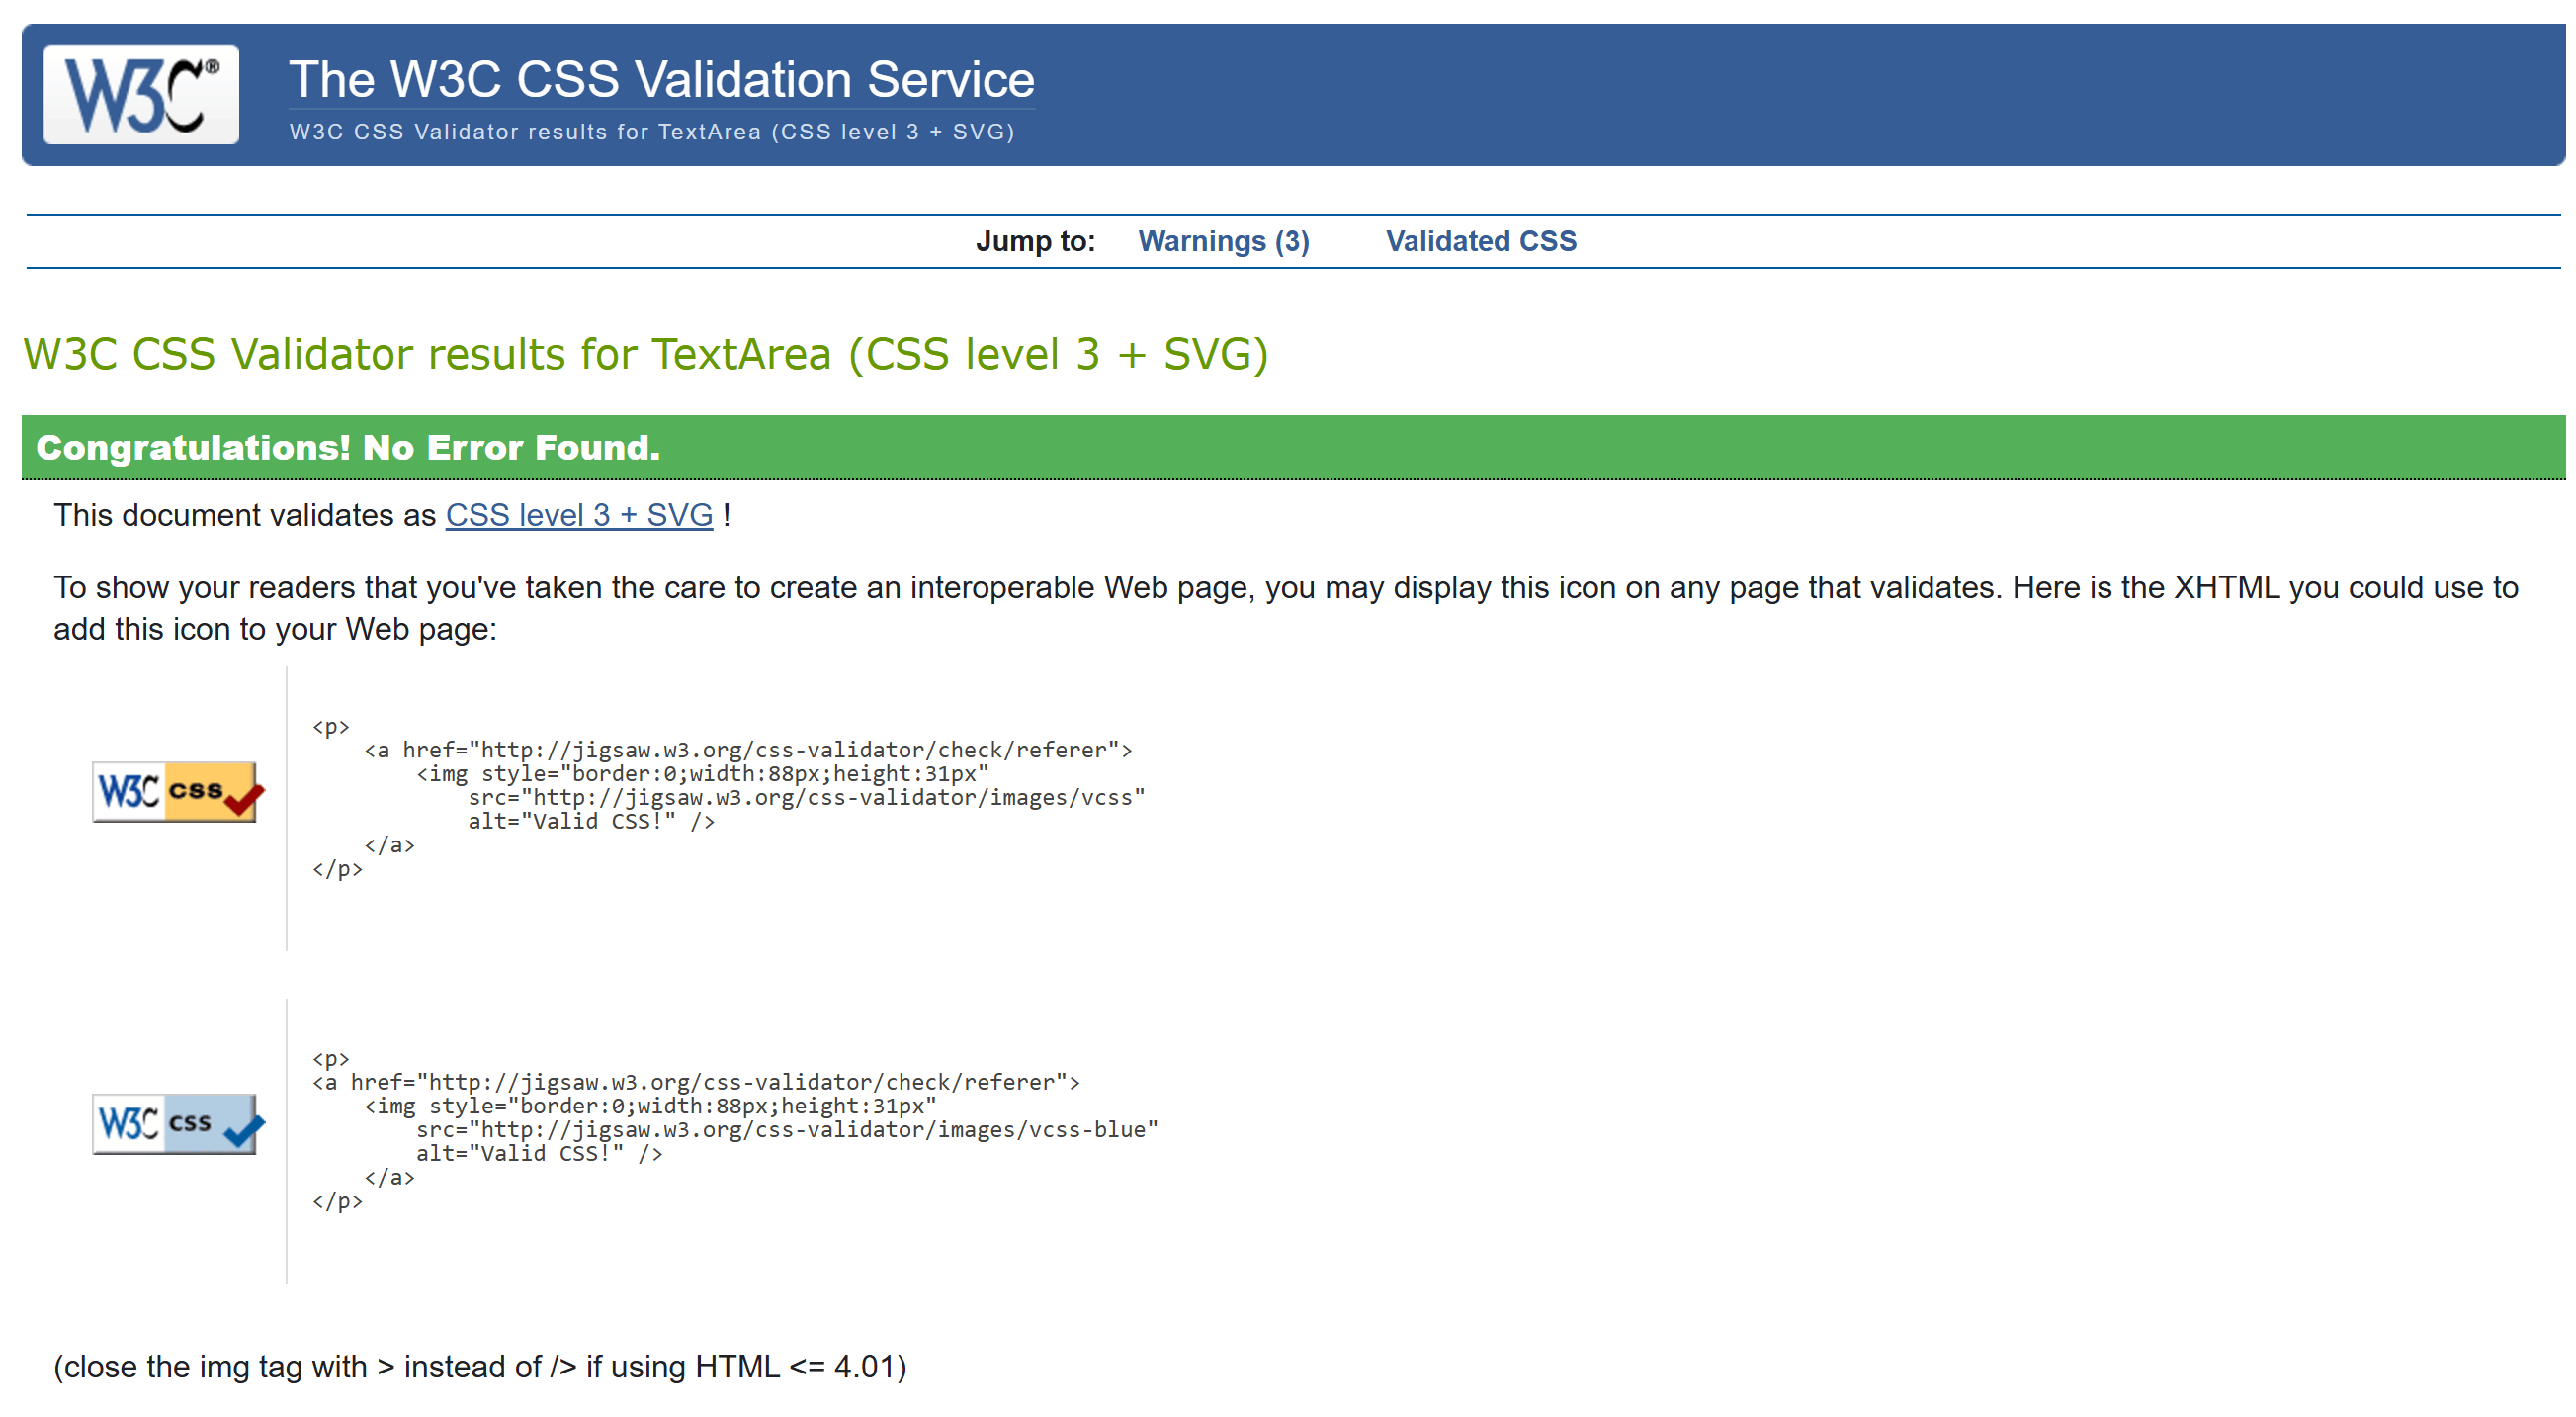 W3C®
The W3C CSS Validation Service
W3C CSS Validator results for TextArea (CSS level 3 + SVG)
Jump to: Warnings (3) Validated CSS
W3C CSS Validator results for TextArea (CSS level 3 + SVG)
Congratulations! No Error Found.
This document validates as CSS level 3 + SVG !
To show your readers that you've taken the care to create an interoperable Web page, you may display this icon on any page that validates. Here is the XHTML you could use to
add this icon to your Web page:
W3C css
<p>
    <a href="http://jigsaw.w3.org/css-validator/check/referer">
        <img style="border:0;width:88px;height:31px"
            src="http://jigsaw.w3.org/css-validator/images/vcss"
            alt="Valid CSS!" />
    </a>
</p>
W3C css
<p>
<a href="http://jigsaw.w3.org/css-validator/check/referer">
    <img style="border:0;width:88px;height:31px"
        src="http://jigsaw.w3.org/css-validator/images/vcss-blue"
        alt="Valid CSS!" />
    </a>
</p>
(close the img tag with > instead of /> if using HTML <= 4.01)